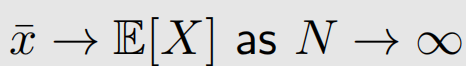 x̄ → 𝔼[X] as N → ∞